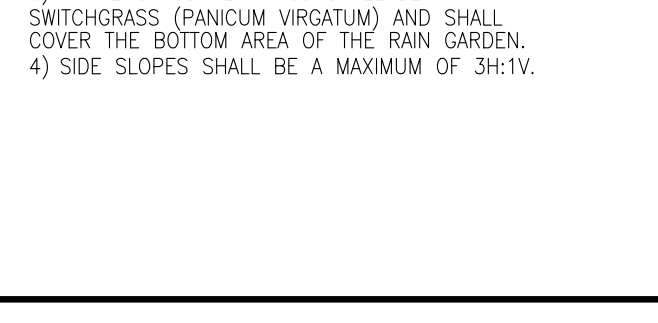 SWITCHGRASS (PANICUM VIRGATUM) AND SHALL
COVER THE BOTTOM AREA OF THE RAIN GARDEN.
4) SIDE SLOPES SHALL BE A MAXIMUM OF 3H:1V.